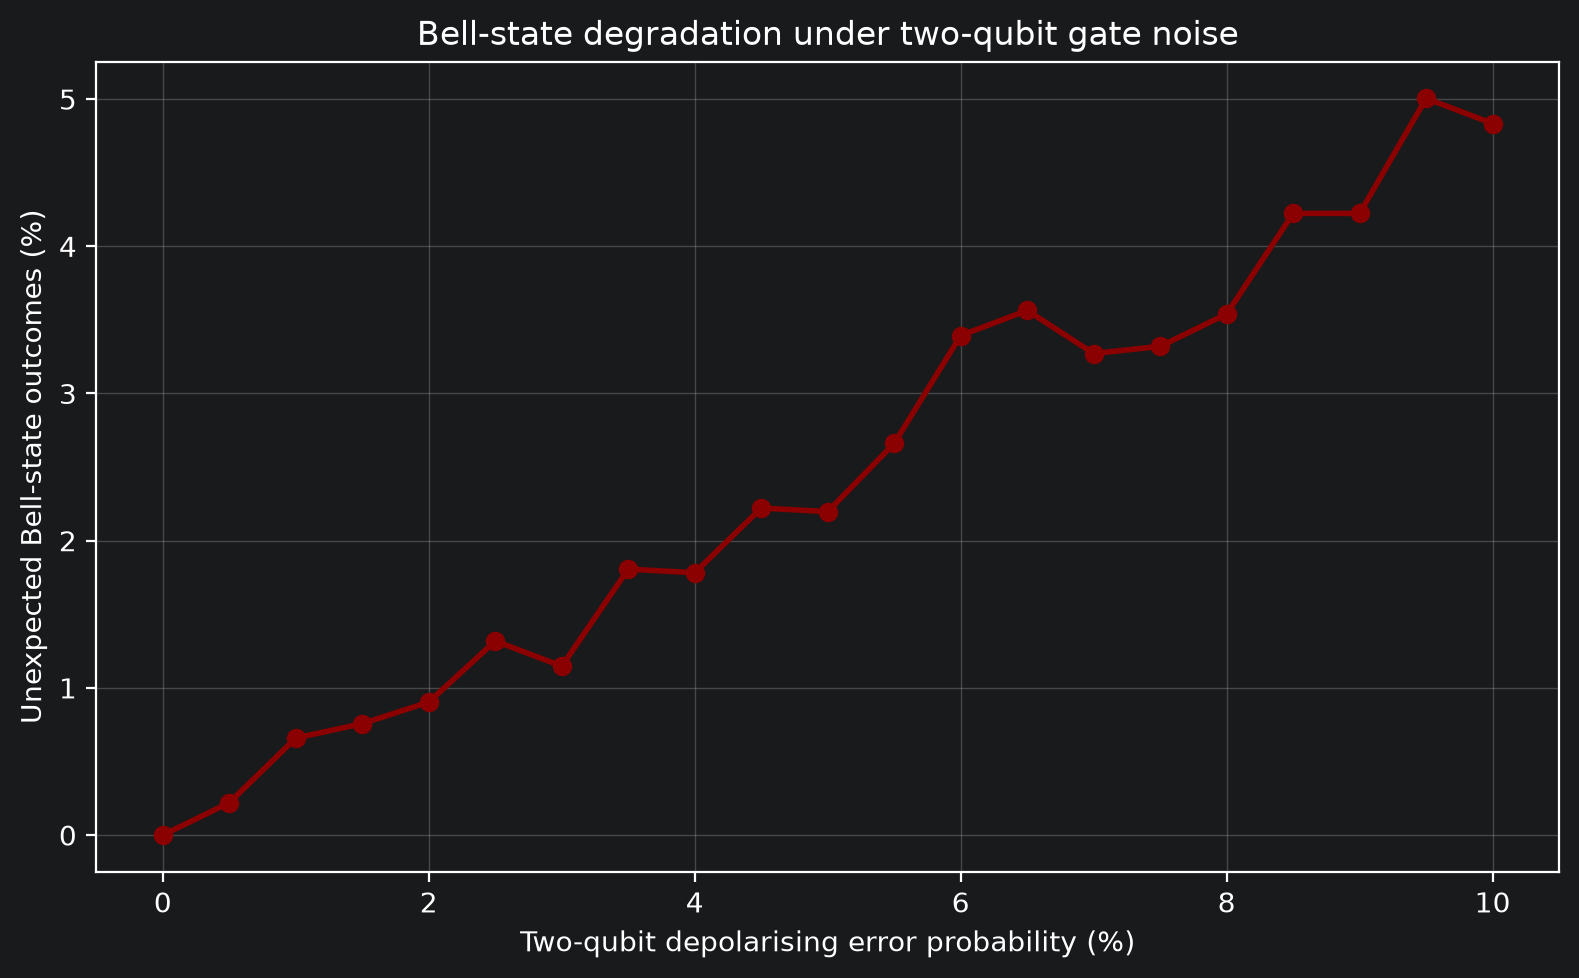 Bell-state degradation under two-qubit gate noise
Unexpected Bell-state outcomes (%)
5
4
3
2
1
0
0 2 4 6 8 10
Two-qubit depolarising error probability (%)